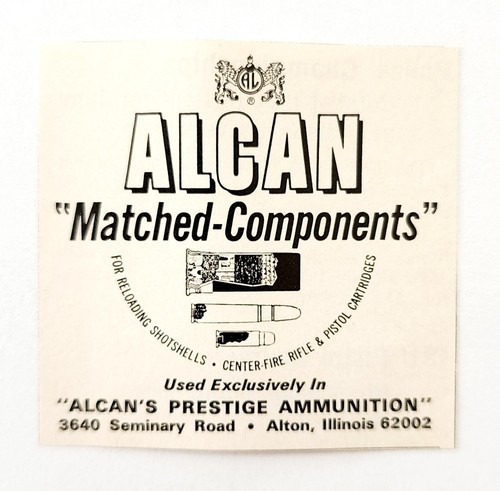 AL
®
ALCAN
"Matched-Components"
FOR RELOADING SHOTSHELLS • CENTER-FIRE RIFLE & PISTOL CARTRIDGES
Used Exclusively In
"ALCAN'S PRESTIGE AMMUNITION"
3640 Seminary Road • Alton, Illinois 62002